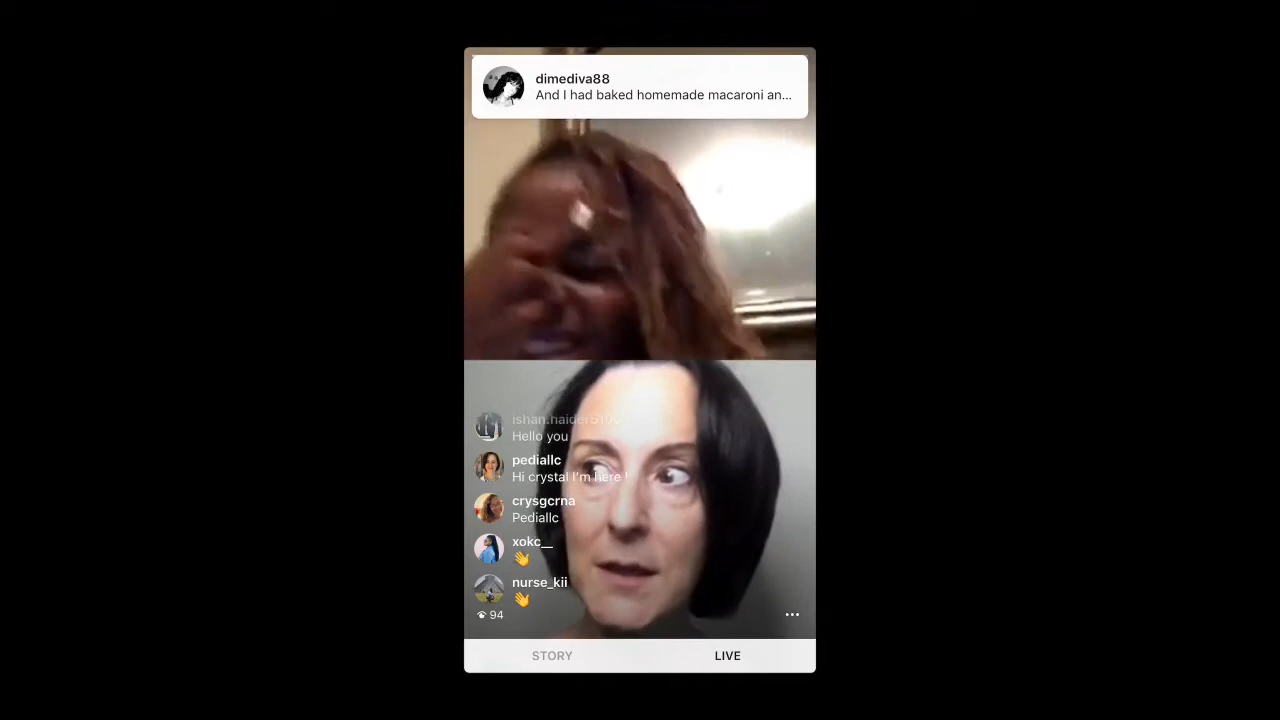 dimediva88
And I had baked homemade macaroni an...
Hello you
pediallc
Hi crystal I'm here !
crysgcrna
Pediallc
xokc__
👋
nurse_kii
👋
94
STORY LIVE